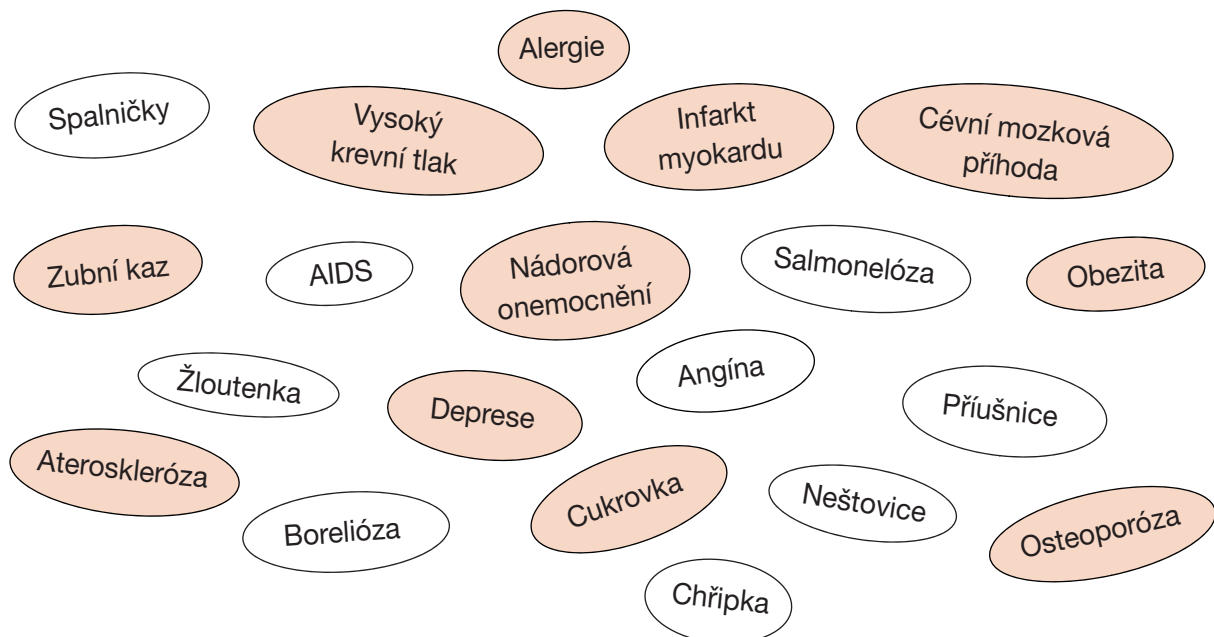 Alergie
Spalničky
Vysoký
krevní tlak
Infarkt
myokardu
Cévní mozková
příhoda
Zubní kaz
AIDS
Nádorová
onemocnění
Salmonelóza
Obezita
Žloutenka
Deprese
Angína
Příušnice
Ateroskleróza
Borelióza
Cukrovka
Neštovice
Osteoporóza
Chřipka